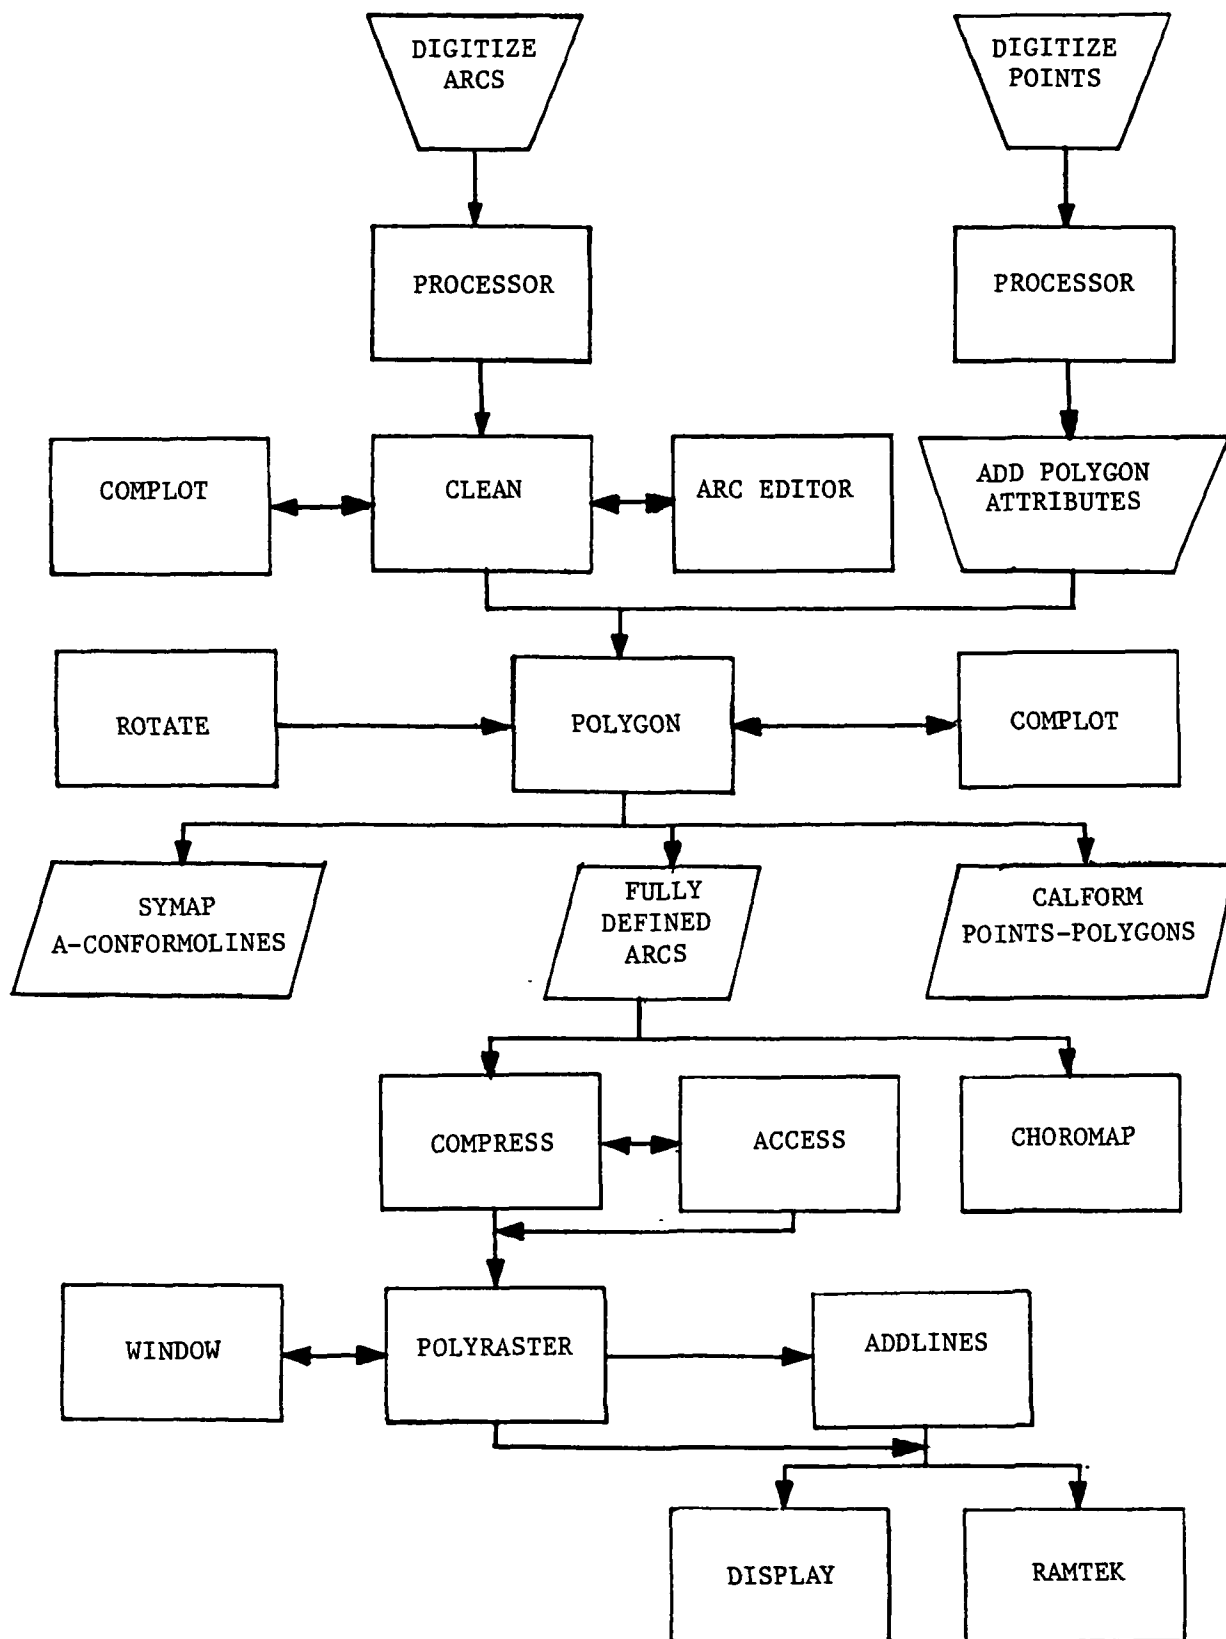 DIGITIZE
ARCS
DIGITIZE
POINTS
PROCESSOR
PROCESSOR
COMPLOT
CLEAN
ARC EDITOR
ADD POLYGON
ATTRIBUTES
ROTATE
POLYGON
COMPLOT
SYMAP
A-CONFORMOLINES
FULLY
DEFINED
ARCS
CALFORM
POINTS-POLYGONS
COMPRESS
ACCESS
CHOROMAP
WINDOW
POLYRASTER
ADDLINES
DISPLAY
RAMTEK